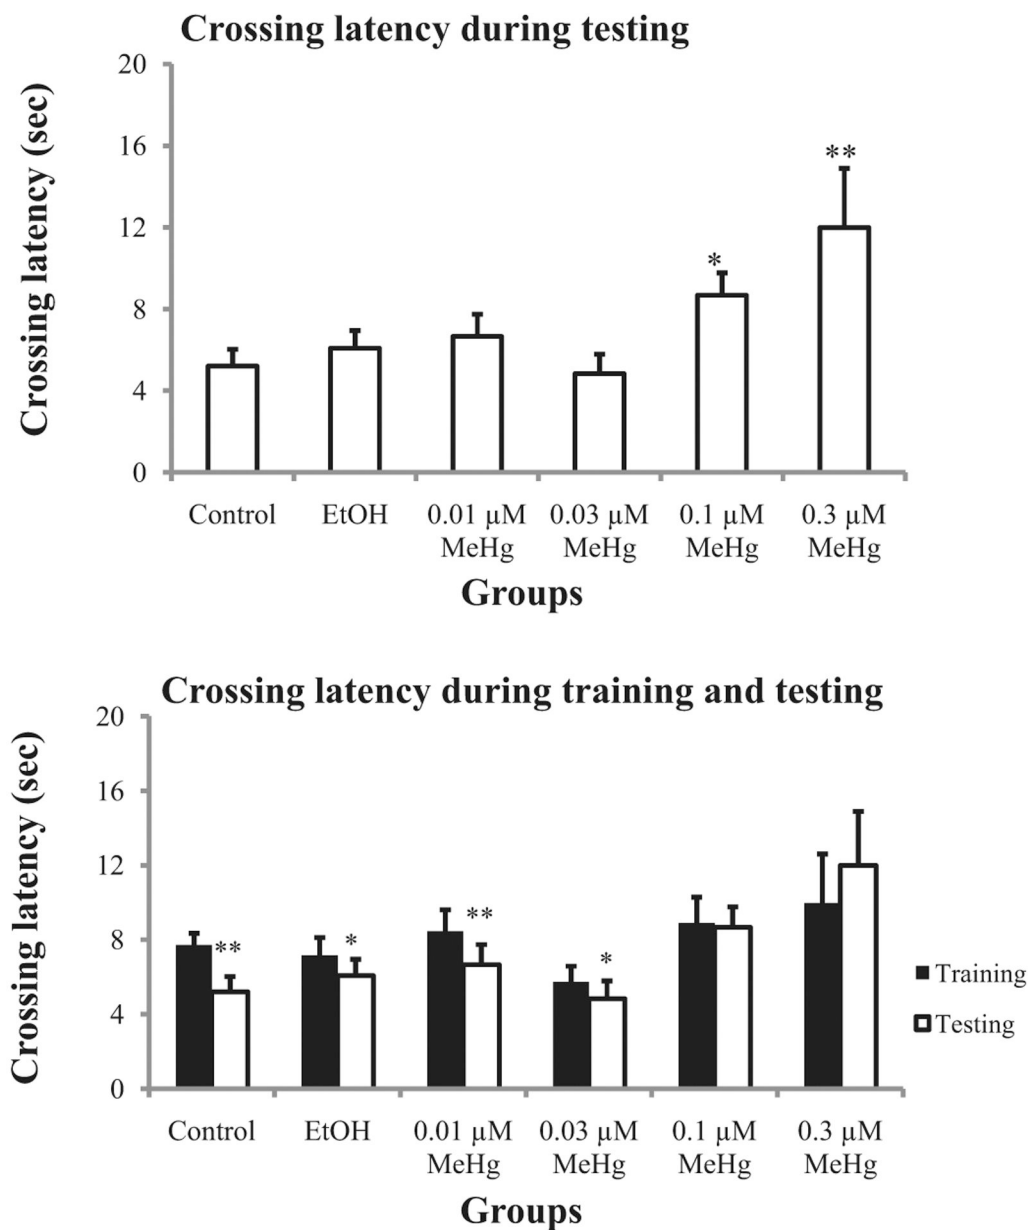 Crossing latency during testing
Crossing latency (sec)
20
16
12
8
4
0
*
**
Control
EtOH
0.01 µM
MeHg
0.03 µM
MeHg
0.1 µM
MeHg
0.3 µM
MeHg
Groups
Crossing latency during training and testing
Crossing latency (sec)
20
16
12
8
4
0
**
*
**
*
Training
Testing
Control
EtOH
0.01 µM
MeHg
0.03 µM
MeHg
0.1 µM
MeHg
0.3 µM
MeHg
Groups